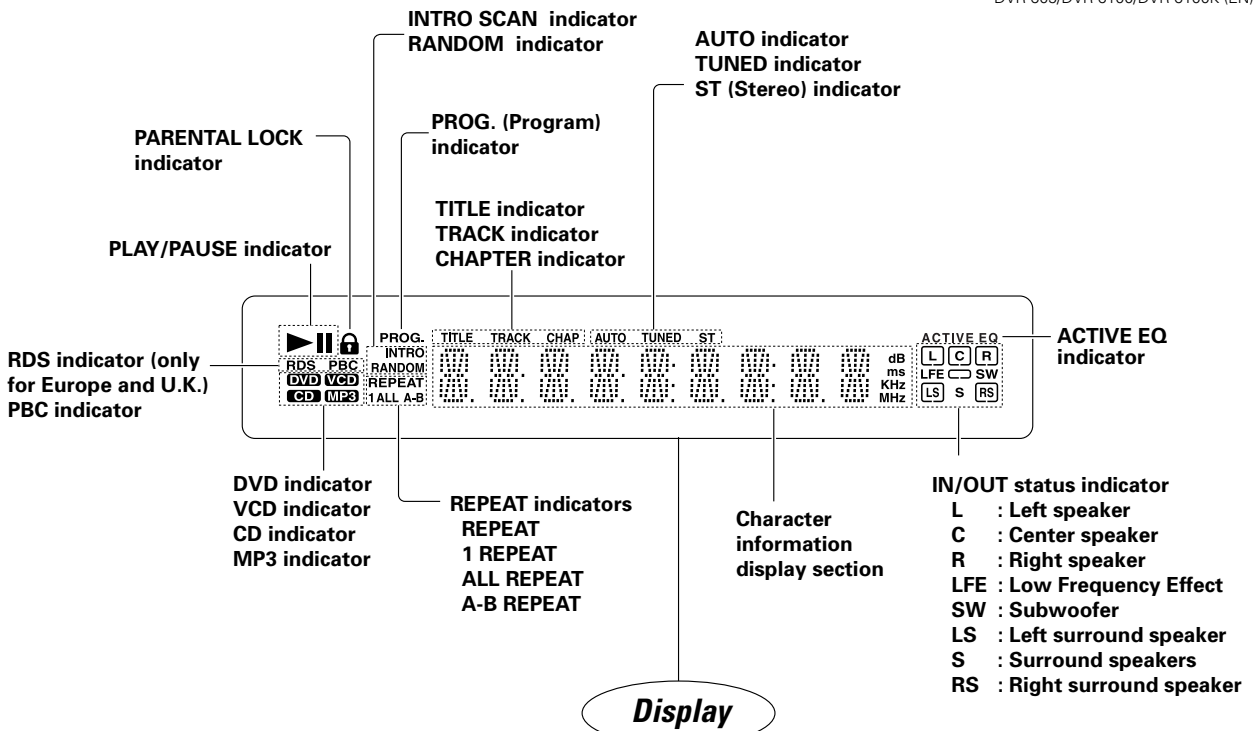 INTRO SCAN indicator
RANDOM indicator
AUTO indicator
TUNED indicator
ST (Stereo) indicator
PROG. (Program)
indicator
PARENTAL LOCK
indicator
TITLE indicator
TRACK indicator
CHAPTER indicator
PLAY/PAUSE indicator
ACTIVE EQ
indicator
RDS indicator (only
for Europe and U.K.)
PBC indicator
PROG. TITLE TRACK CHAP AUTO TUNED ST ACTIVE EQ
INTRO
RDS PBC RANDOM
DVD VCD REPEAT
CD MP3 1 ALL A-B
dB
ms
KHz
MHz
L C R
LFE SW
LS S RS
DVD indicator
VCD indicator
CD indicator
MP3 indicator
REPEAT indicators
REPEAT
1 REPEAT
ALL REPEAT
A-B REPEAT
Character
information
display section
IN/OUT status indicator
L : Left speaker
C : Center speaker
R : Right speaker
LFE : Low Frequency Effect
SW : Subwoofer
LS : Left surround speaker
S : Surround speakers
RS : Right surround speaker
Display